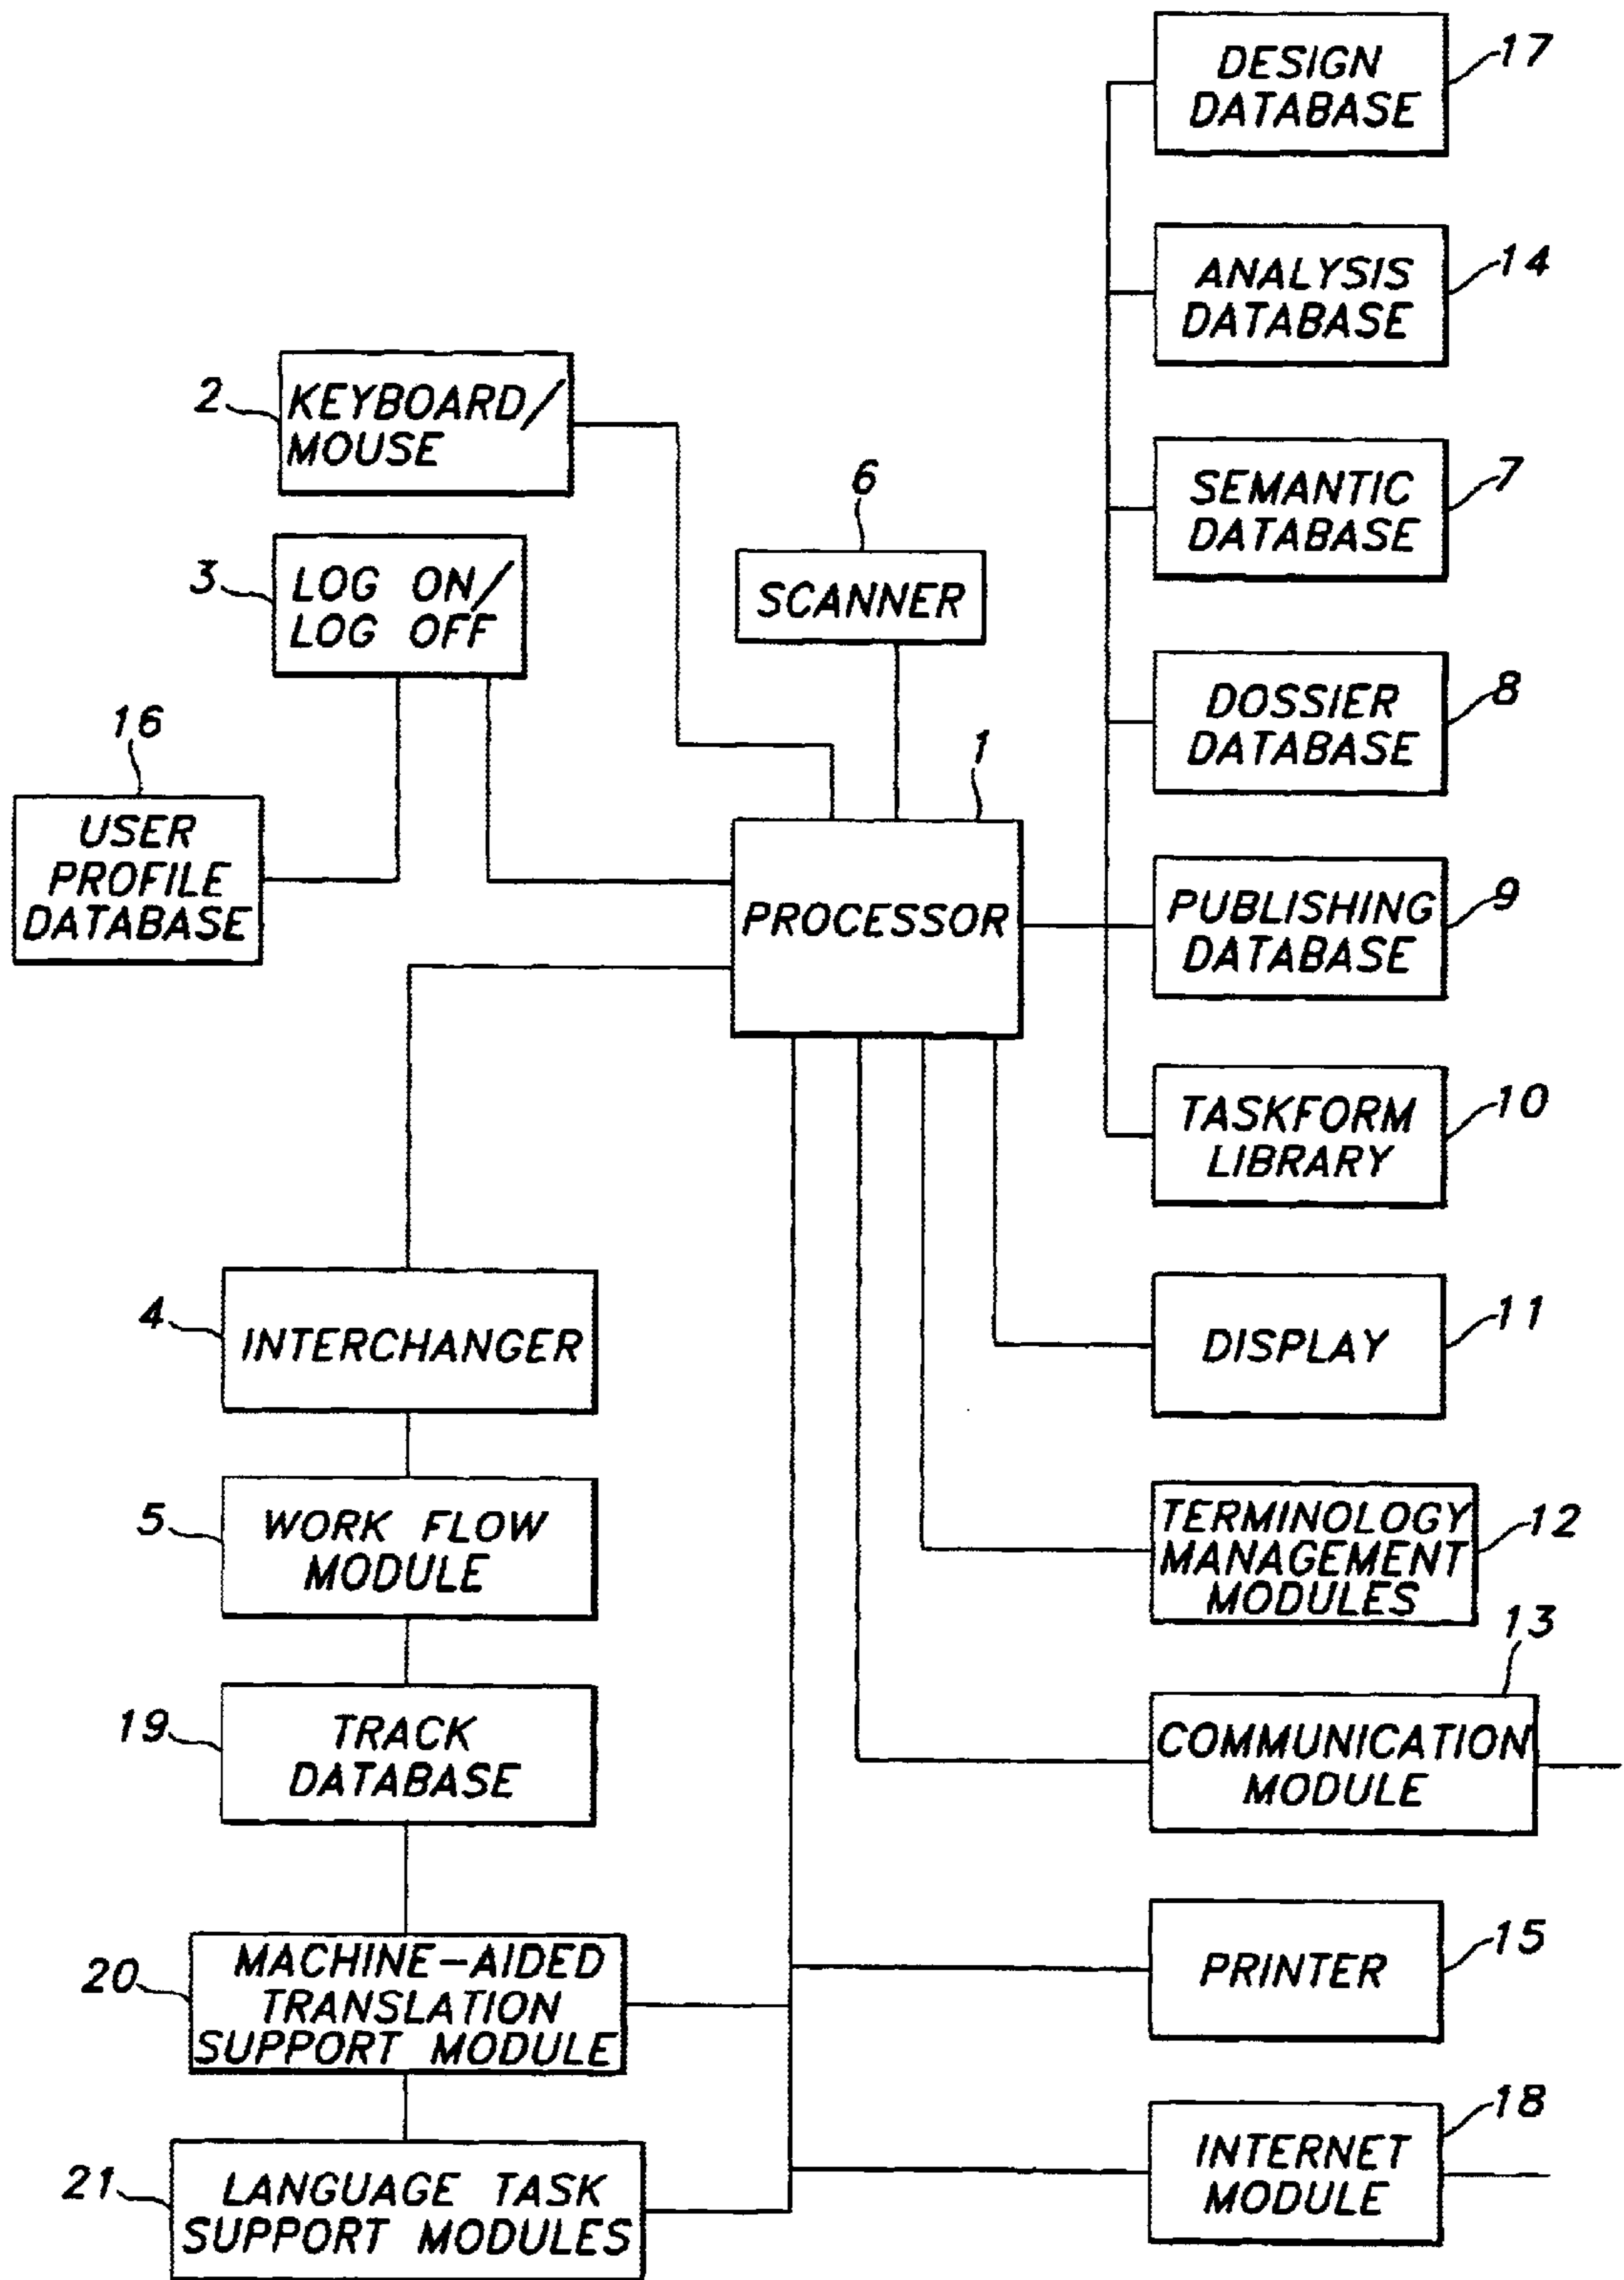 DESIGN
DATABASE
17
ANALYSIS
DATABASE
14
2
KEYBOARD/
MOUSE
SEMANTIC
DATABASE
7
6
SCANNER
3
LOG ON/
LOG OFF
DOSSIER
DATABASE
8
16
USER
PROFILE
DATABASE
1
PROCESSOR
PUBLISHING
DATABASE
9
TASKFORM
LIBRARY
10
4
INTERCHANGER
DISPLAY
11
5
WORK FLOW
MODULE
TERMINOLOGY
MANAGEMENT
MODULES
12
19
TRACK
DATABASE
13
COMMUNICATION
MODULE
20
MACHINE-AIDED
TRANSLATION
SUPPORT MODULE
PRINTER
15
21
LANGUAGE TASK
SUPPORT MODULES
INTERNET
MODULE
18